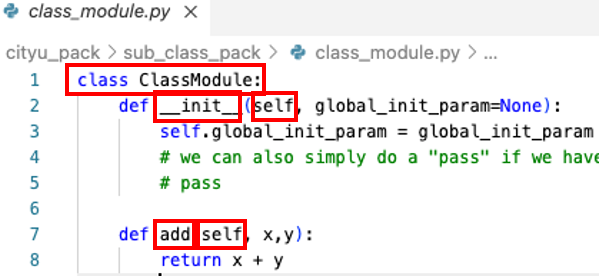 class_module.py ×
cityu_pack > sub_class_pack > class_module.py > ...
1 class ClassModule:
2 def __init__(self, global_init_param=None):
3 self.global_init_param = global_init_param
4 # we can also simply do a "pass" if we have
5 # pass
6
7 def add(self, x,y):
8 return x + y